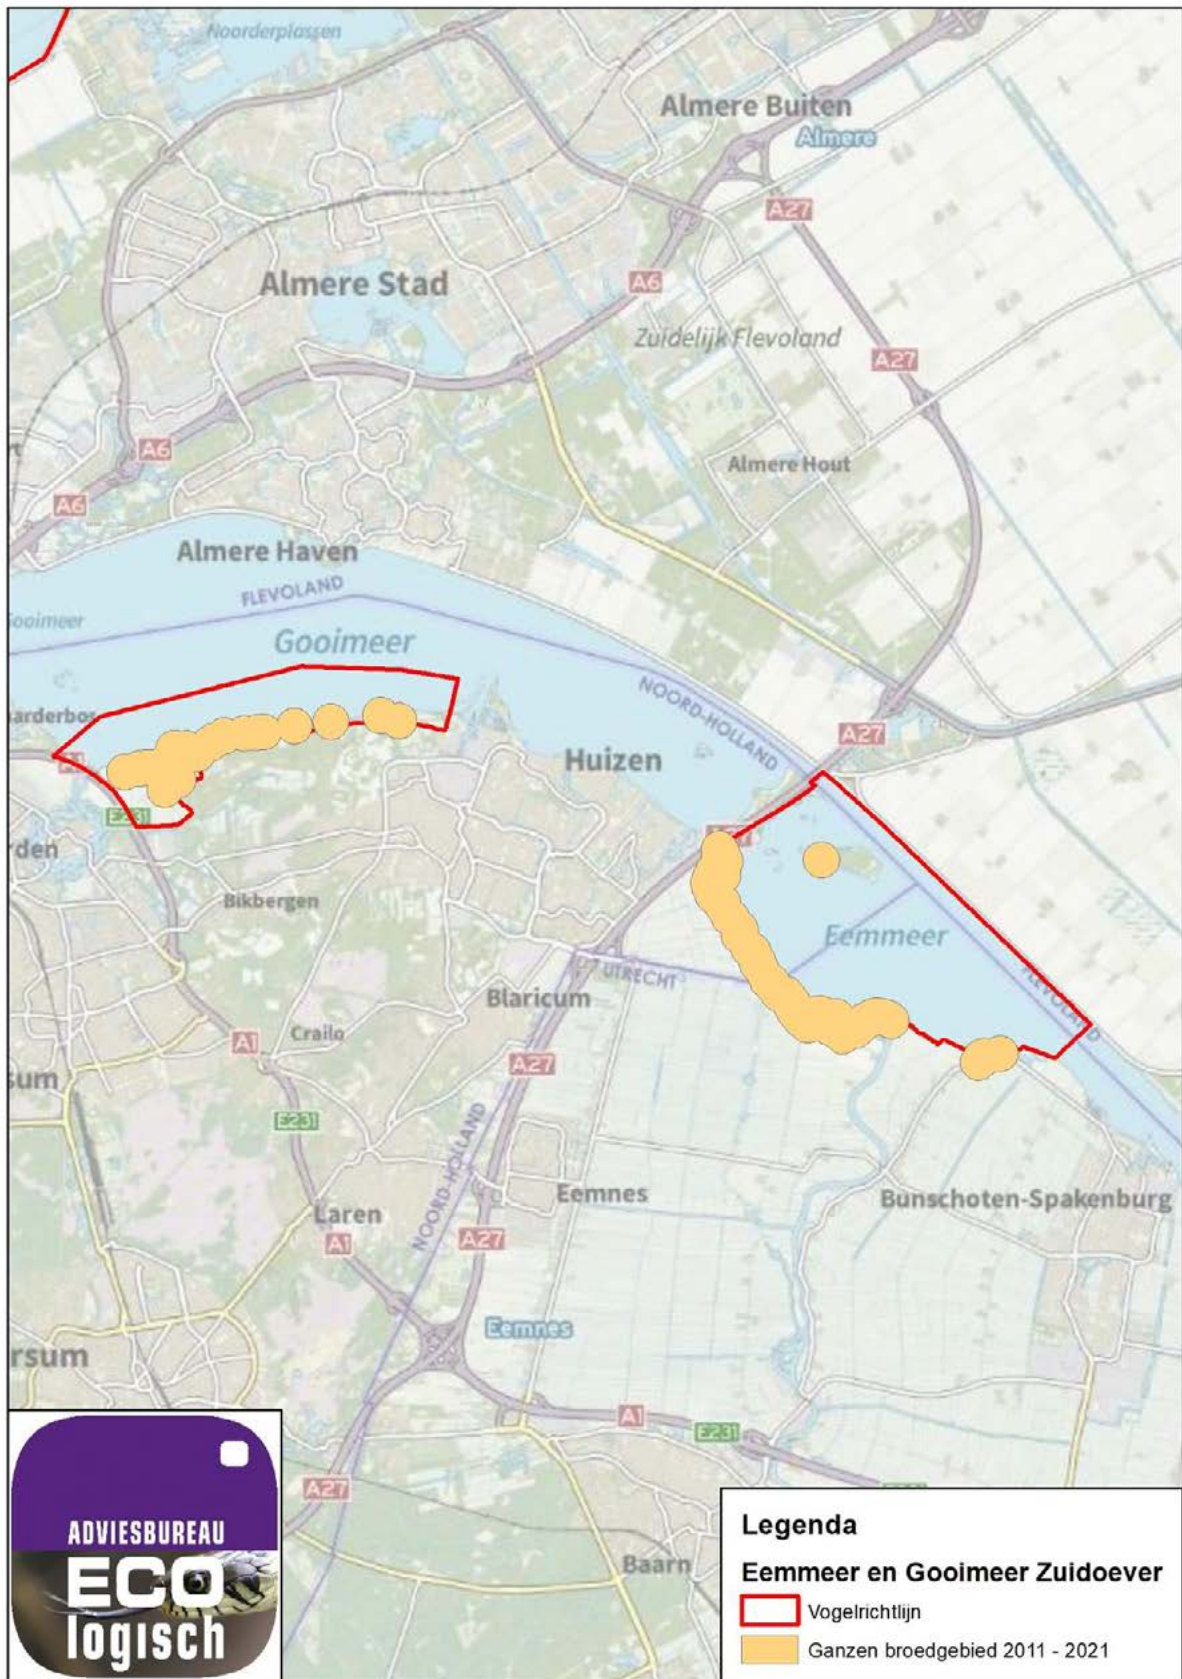 Noorderplassen
Almere Buiten
Almere
A27
Almere Stad
A6
Zuidelijk Flevoland
A27
A6
Almere Hout
A6
Almere Haven
FLEVOLAND
Gooimeer
Gooimeer
NOORD-HOLLAND
A27
Huizen
A1
E231
Bikbergen
Eemmeer
UTRECHT
FLEVOLAND
Blaricum
Crailo
A1
A27
E231
NOORD-HOLLAND
Eemnes
Bunschoten-Spakenburg
Laren
A1
A27
Eemnes
A1
E231
A27
Baarn
ADVIESBUREAU
ECO
logisch
Legenda
Eemmeer en Gooimeer Zuidoever
Vogelrichtlijn
Ganzen broedgebied 2011 - 2021